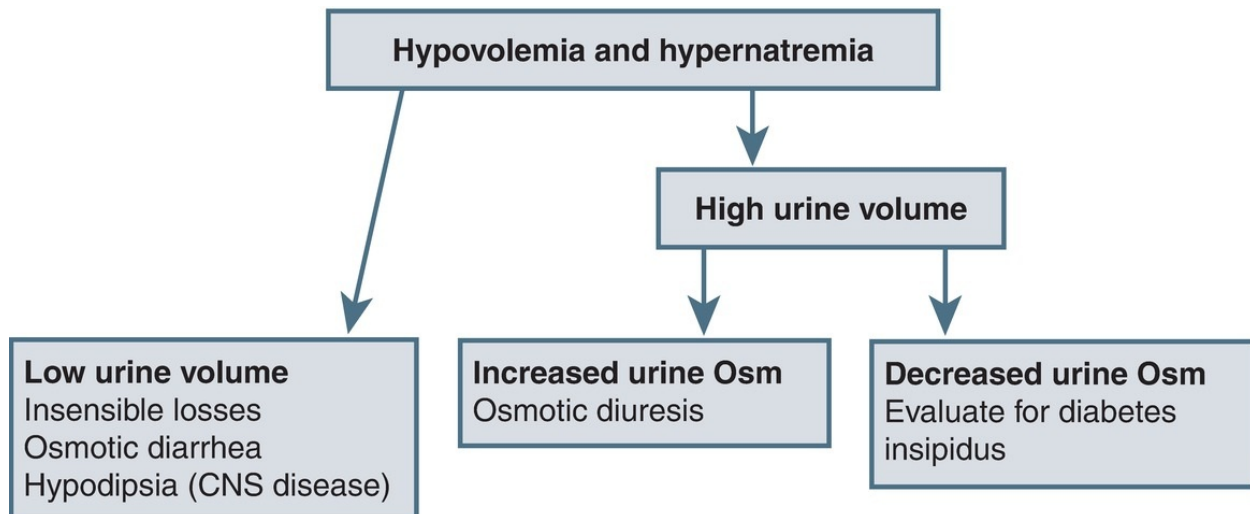 Hypovolemia and hypernatremia
High urine volume
Low urine volume
Insensible losses
Osmotic diarrhea
Hypodipsia (CNS disease)
Increased urine Osm
Osmotic diuresis
Decreased urine Osm
Evaluate for diabetes
insipidus